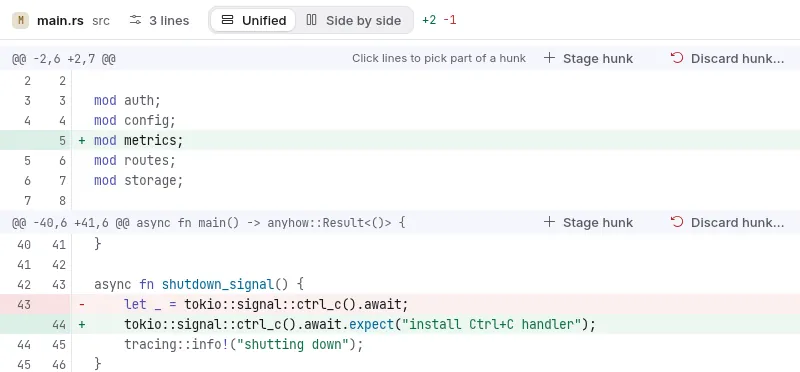 M main.rs src 3 lines Unified Side by side +2 -1
@@ -2,6 +2,7 @@ Click lines to pick part of a hunk Stage hunk Discard hunk...
2 2
3 3 mod auth;
4 4 mod config;
5 + mod metrics;
5 6 mod routes;
6 7 mod storage;
7 8
@@ -40,6 +41,6 @@ async fn main() -> anyhow::Result<()> { Stage hunk Discard hunk...
40 41 }
41 42
42 43 async fn shutdown_signal() {
43 - let _ = tokio::signal::ctrl_c().await;
44 + tokio::signal::ctrl_c().await.expect("install Ctrl+C handler");
44 45 tracing::info!("shutting down");
45 46 }